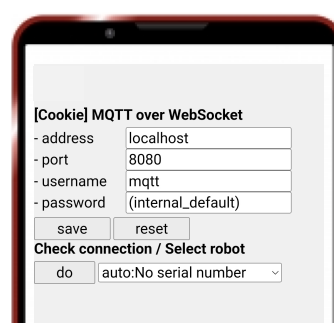 [Cookie] MQTT over WebSocket
- address localhost
- port 8080
- username mqtt
- password (internal_default)
save reset
Check connection / Select robot
do auto:No serial number